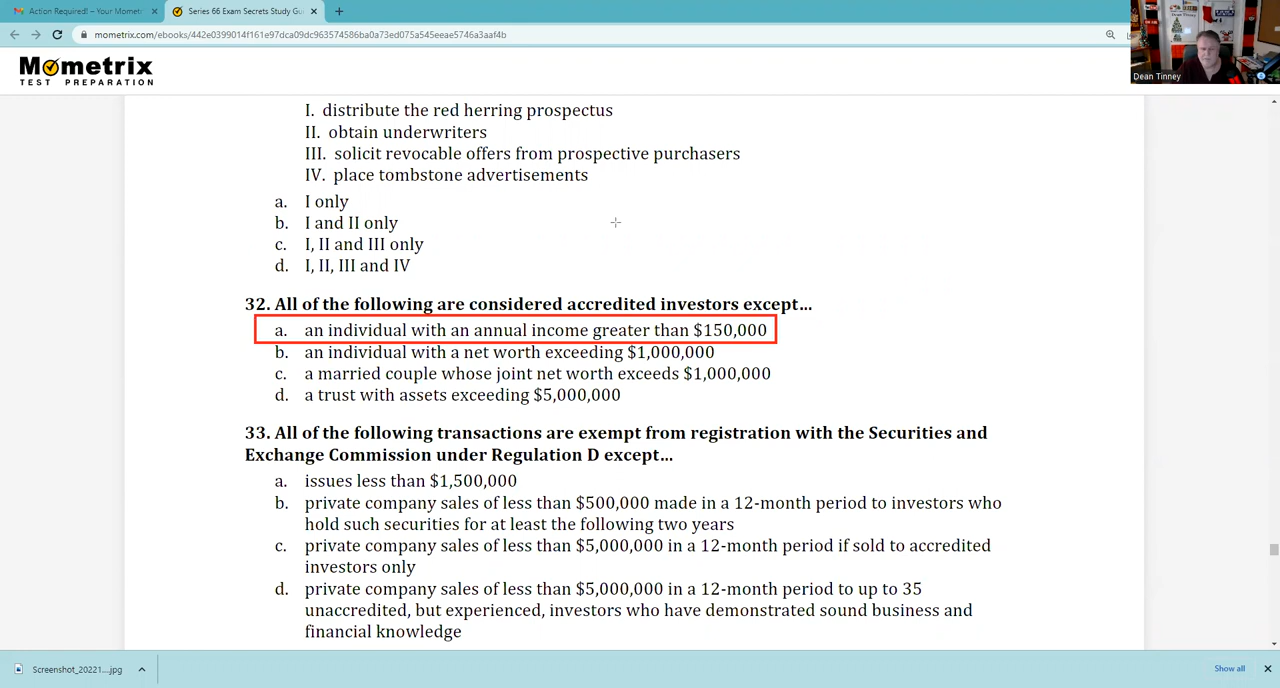 Action Required! – Your Momet
Series 66 Exam Secrets Study Gu
mometrix.com/ebooks/442e0399014f161e97dca09dc963574586ba0a73ed075a545eeae5746a3aaf4b
Dean Tinney
Mometrix
TEST PREPARATION
I. distribute the red herring prospectus
II. obtain underwriters
III. solicit revocable offers from prospective purchasers
IV. place tombstone advertisements
a. I only
b. I and II only
c. I, II and III only
d. I, II, III and IV
32. All of the following are considered accredited investors except…
a. an individual with an annual income greater than $150,000
b. an individual with a net worth exceeding $1,000,000
c. a married couple whose joint net worth exceeds $1,000,000
d. a trust with assets exceeding $5,000,000
33. All of the following transactions are exempt from registration with the Securities and
Exchange Commission under Regulation D except…
a. issues less than $1,500,000
b. private company sales of less than $500,000 made in a 12-month period to investors who
hold such securities for at least the following two years
c. private company sales of less than $5,000,000 in a 12-month period if sold to accredited
investors only
d. private company sales of less than $5,000,000 in a 12-month period to up to 35
unaccredited, but experienced, investors who have demonstrated sound business and
financial knowledge
Screenshot_20221....jpg
Show all